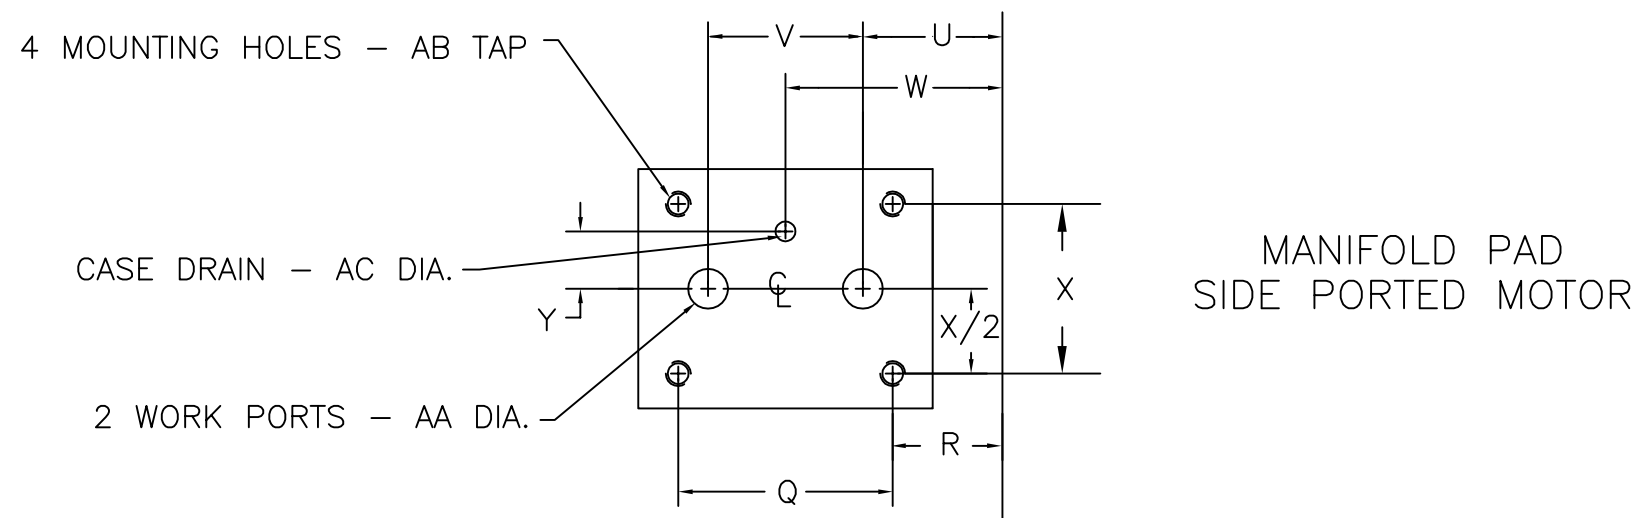 4 MOUNTING HOLES - AB TAP
V
U
W
CASE DRAIN - AC DIA.
CL
Y
X
X/2
MANIFOLD PAD
SIDE PORTED MOTOR
2 WORK PORTS - AA DIA.
R
Q